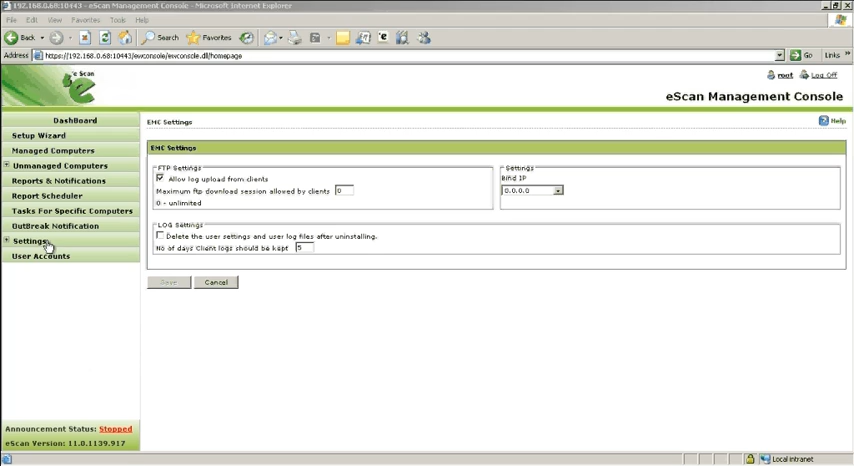 192.168.0.68:10443 - eScan Management Console - Microsoft Internet Explorer
File Edit View Favorites Tools Help
Back Search Favorites
Address https://192.168.0.68:10443/ewconsole/ewconsole.dll/homepage Go Links »
e Scan
root Log Off
eScan Management Console
DashBoard
Setup Wizard
Managed Computers
Unmanaged Computers
Reports & Notifications
Report Scheduler
Tasks For Specific Computers
OutBreak Notification
Settings
User Accounts
Announcement Status: Stopped
eScan Version: 11.0.1139.917
EMC Settings
Help
EMC Settings
FTP Settings
Allow log upload from clients
Maximum ftp download session allowed by clients 0
0 - unlimited
Settings
Bind IP
0.0.0.0
LOG Settings
Delete the user settings and user log files after uninstalling.
No of days Client logs should be kept 5
Save Cancel
Local intranet